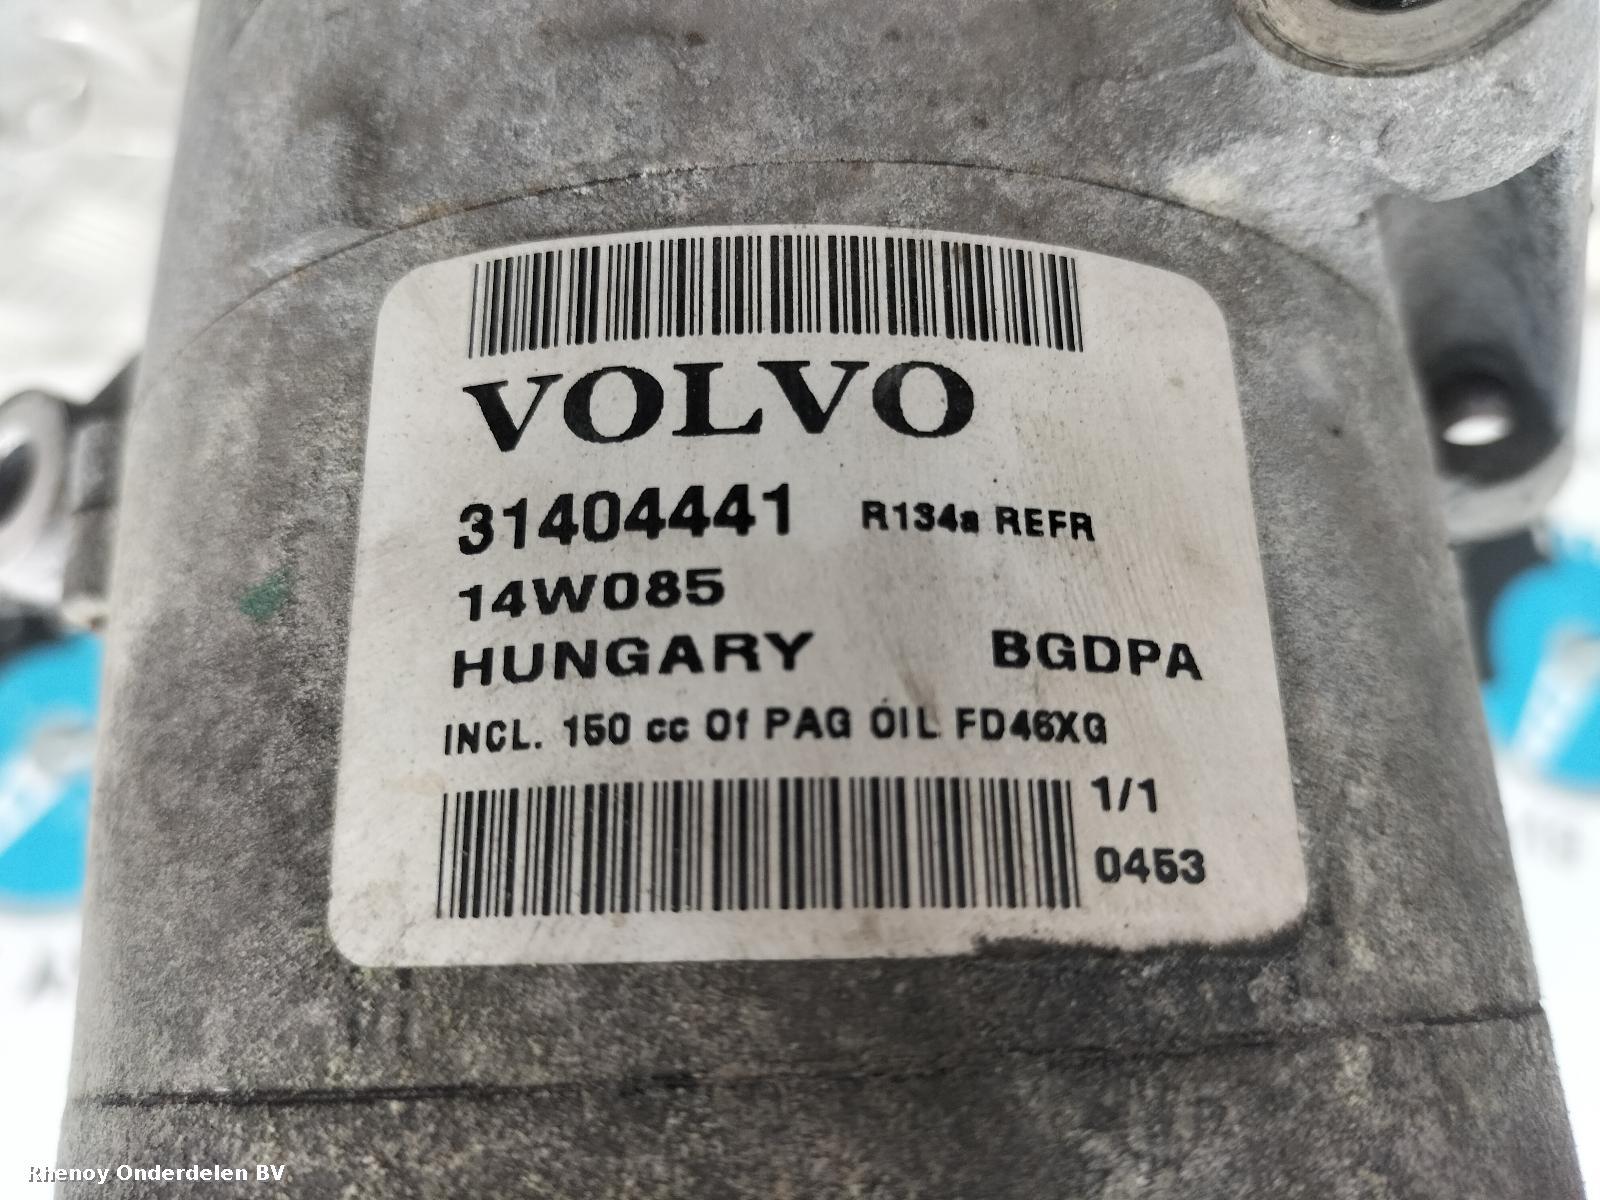 VOLVO
31404441 R134a REFR
14W085
HUNGARY BGDPA
INCL. 150 cc Of PAG OIL FD46XG
1/1
0453
Rhenoy Onderdelen BV